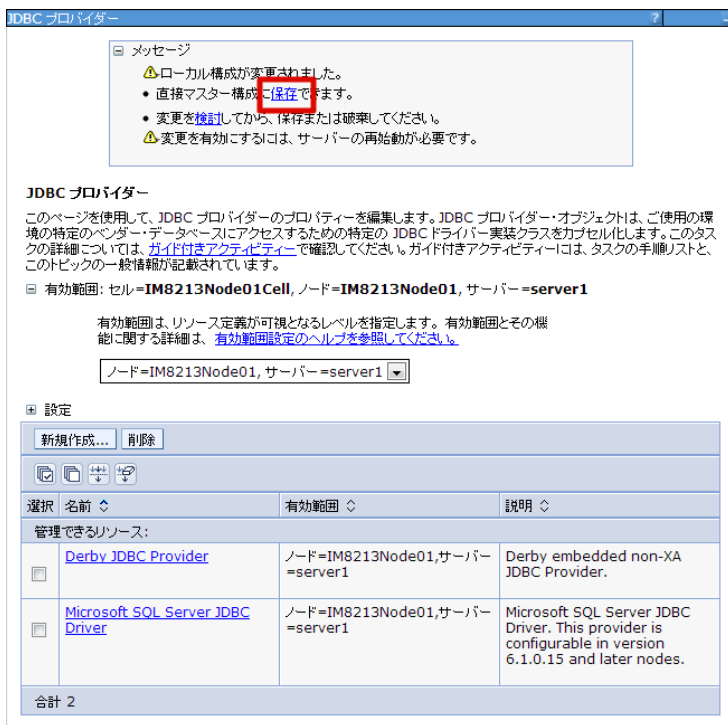 JDBC プロバイダー ? -
メッセージ
ローカル構成が変更されました。
• 直接マスター構成に保存できます。
• 変更を検討してから、保存または破棄してください。
変更を有効にするには、サーバーの再始動が必要です。
JDBC プロバイダー
このページを使用して、JDBC プロバイダーのプロパティーを編集します。JDBC プロバイダー・オブジェクトは、ご使用の環
境の特定のベンダー・データベースにアクセスするための特定の JDBC ドライバー実装クラスをカプセル化します。このタス
クの詳細については、ガイド付きアクティビティーで確認してください。ガイド付きアクティビティーには、タスクの手順リストと、
このトピックの一般情報が記載されています。
有効範囲: セル=IM8213Node01Cell, ノード=IM8213Node01, サーバー=server1
有効範囲は、リソース定義が可視となるレベルを指定します。有効範囲とその機
能に関する詳細は、有効範囲設定のヘルプを参照してください。
ノード=IM8213Node01, サーバー=server1
設定
新規作成... 削除
選択 名前 有効範囲 説明
管理できるリソース:
Derby JDBC Provider ノード=IM8213Node01,サーバー Derby embedded non-XA
=server1 JDBC Provider.
Microsoft SQL Server JDBC ノード=IM8213Node01,サーバー Microsoft SQL Server JDBC
Driver =server1 Driver. This provider is
configurable in version
6.1.0.15 and later nodes.
合計 2